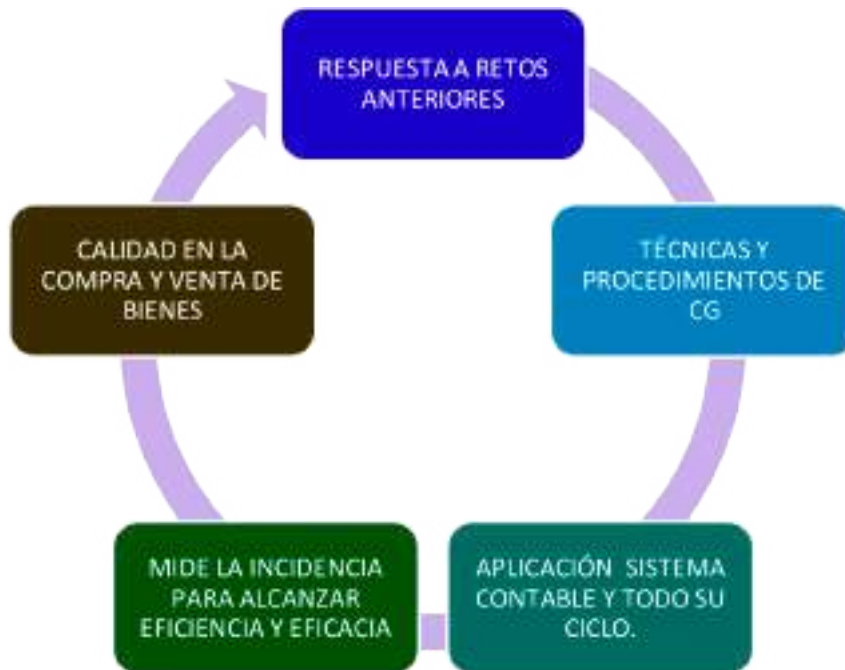 RESPUESTA A RETOS
ANTERIORES
TÉCNICAS Y
PROCEDIMIENTOS DE
CG
APLICACIÓN SISTEMA
CONTABLE Y TODO SU
CICLO.
MIDE LA INCIDENCIA
PARA ALCANZAR
EFICIENCIA Y EFICACIA
CALIDAD EN LA
COMPRA Y VENTA DE
BIENES